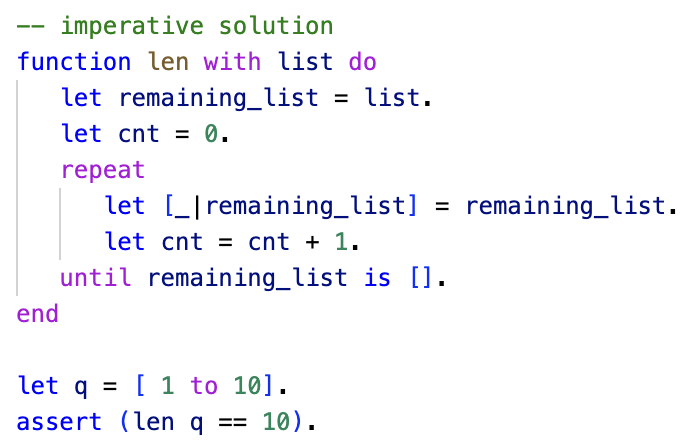 -- imperative solution
function len with list do
   let remaining_list = list.
   let cnt = 0.
   repeat
      let [_|remaining_list] = remaining_list.
      let cnt = cnt + 1.
   until remaining_list is [].
end

let q = [ 1 to 10].
assert (len q == 10).